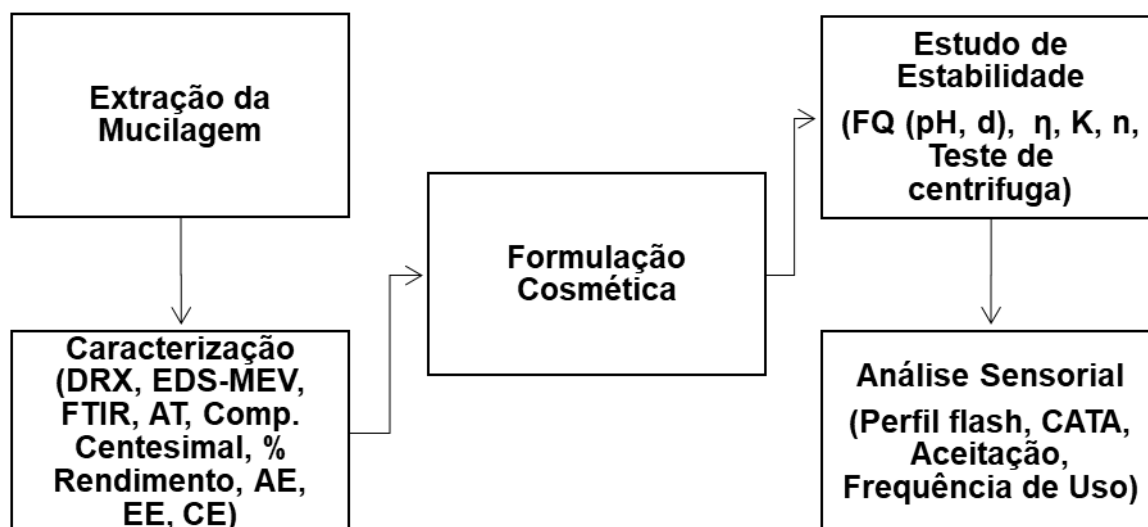 Extração da
Mucilagem
Caracterização
(DRX, EDS-MEV,
FTIR, AT, Comp.
Centesimal, %
Rendimento, AE,
EE, CE)
Formulação
Cosmética
Estudo de
Estabilidade
(FQ (pH, d), η, K, n,
Teste de
centrifuga)
Análise Sensorial
(Perfil flash, CATA,
Aceitação,
Frequência de Uso)